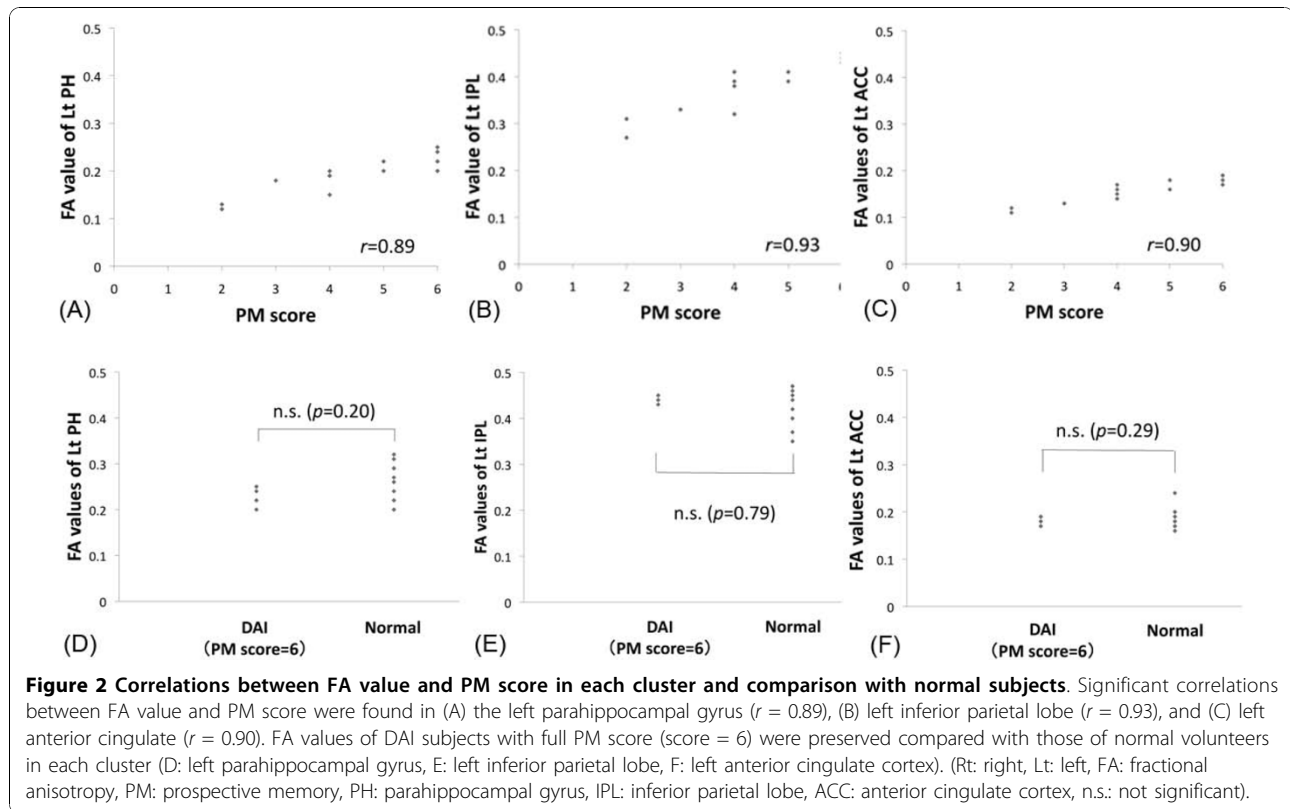 0.5
0.4
0.3
0.2
0.1
0
FA value of Lt PH
r=0.89
0 1 2 3 4 5 6
PM score
(A)
0.5
0.4
0.3
0.2
0.1
0
FA value of Lt IPL
r=0.93
0 1 2 3 4 5
PM score
(B)
0.5
0.4
0.3
0.2
0.1
0
FA values of Lt ACC
r=0.90
0 1 2 3 4 5 6
PM score
(C)
0.5
0.4
0.3
0.2
0.1
0
FA values of Lt PH
n.s. (p=0.20)
DAI Normal
(PM score=6)
(D)
0.5
0.4
0.3
0.2
0.1
0
FA values of Lt IPL
n.s. (p=0.79)
DAI Normal
(PM score=6)
(E)
0.5
0.4
0.3
0.2
0.1
0
FA values of Lt ACC
n.s. (p=0.29)
DAI Normal
(PM score=6)
(F)
Figure 2 Correlations between FA value and PM score in each cluster and comparison with normal subjects. Significant correlations
between FA value and PM score were found in (A) the left parahippocampal gyrus (r = 0.89), (B) left inferior parietal lobe (r = 0.93), and (C) left
anterior cingulate (r = 0.90). FA values of DAI subjects with full PM score (score = 6) were preserved compared with those of normal volunteers
in each cluster (D: left parahippocampal gyrus, E: left inferior parietal lobe, F: left anterior cingulate cortex). (Rt: right, Lt: left, FA: fractional
anisotropy, PM: prospective memory, PH: parahippocampal gyrus, IPL: inferior parietal lobe, ACC: anterior cingulate cortex, n.s.: not significant).